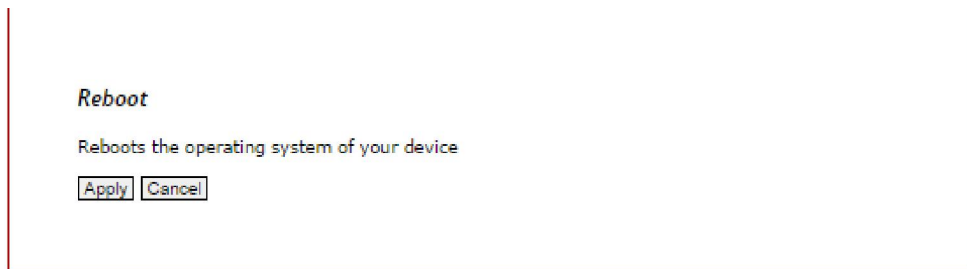 Reboot
Reboots the operating system of your device
Apply Cancel